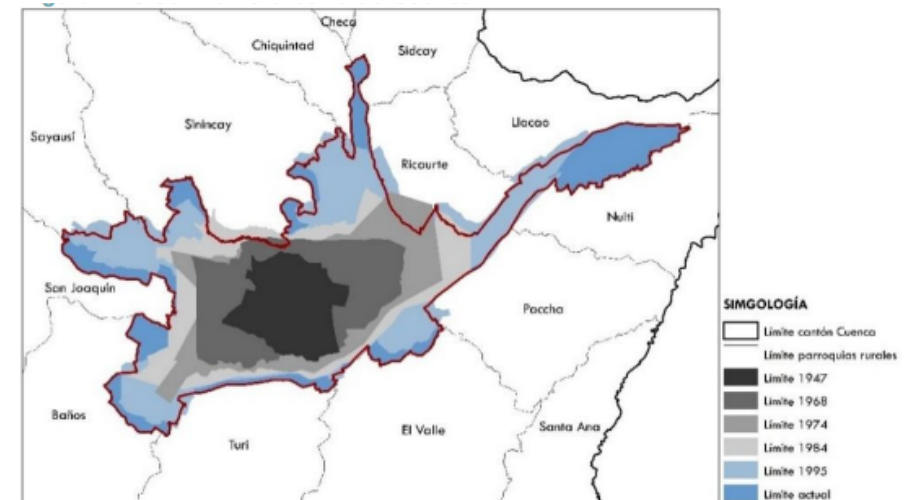 Checa
Chiquintad
Sidcay
Sayausí
Sinincay
Llacao
Ricaurte
Nulti
San Joaquín
Paccha
Baños
Turi
El Valle
Santa Ana
SIMGOLOGÍA
Límite cantón Cuenca
Límite parroquias rurales
Límite 1947
Límite 1968
Límite 1974
Límite 1984
Límite 1995
Límite actual